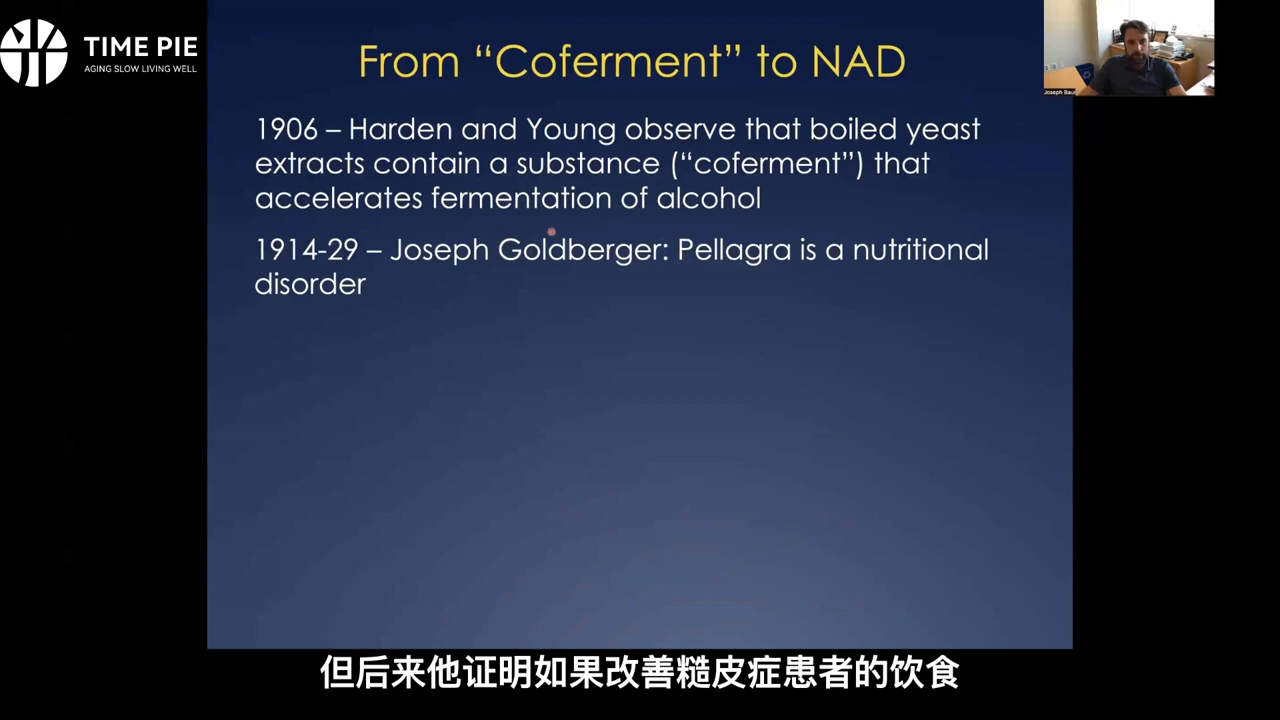 TIME PIE
AGING SLOW LIVING WELL
From “Coferment” to NAD
1906 – Harden and Young observe that boiled yeast
extracts contain a substance (“coferment”) that
accelerates fermentation of alcohol
1914-29 – Joseph Goldberger: Pellagra is a nutritional
disorder
Joseph Baur
但后来他证明如果改善糙皮症患者的饮食